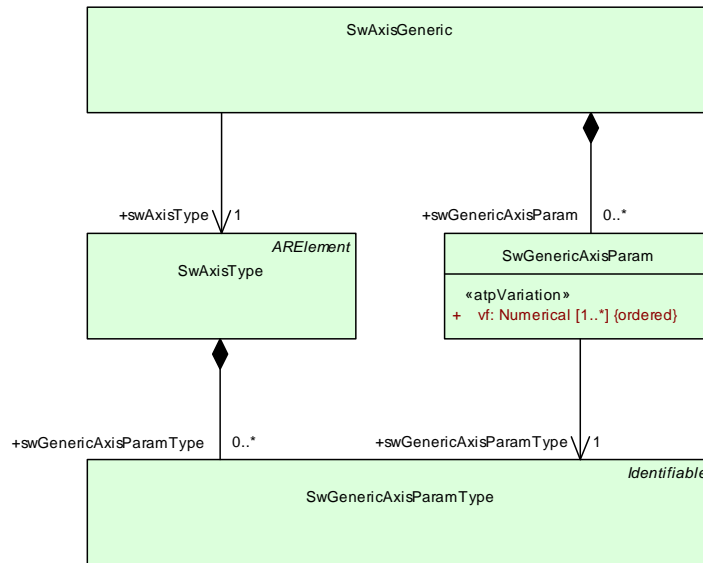 SwAxisGeneric
+swAxisType 1
+swGenericAxisParam 0..*
ARElement
SwAxisType
SwGenericAxisParam
«atpVariation»
+ vf: Numerical [1..*] {ordered}
+swGenericAxisParamType 0..*
+swGenericAxisParamType 1
Identifiable
SwGenericAxisParamType